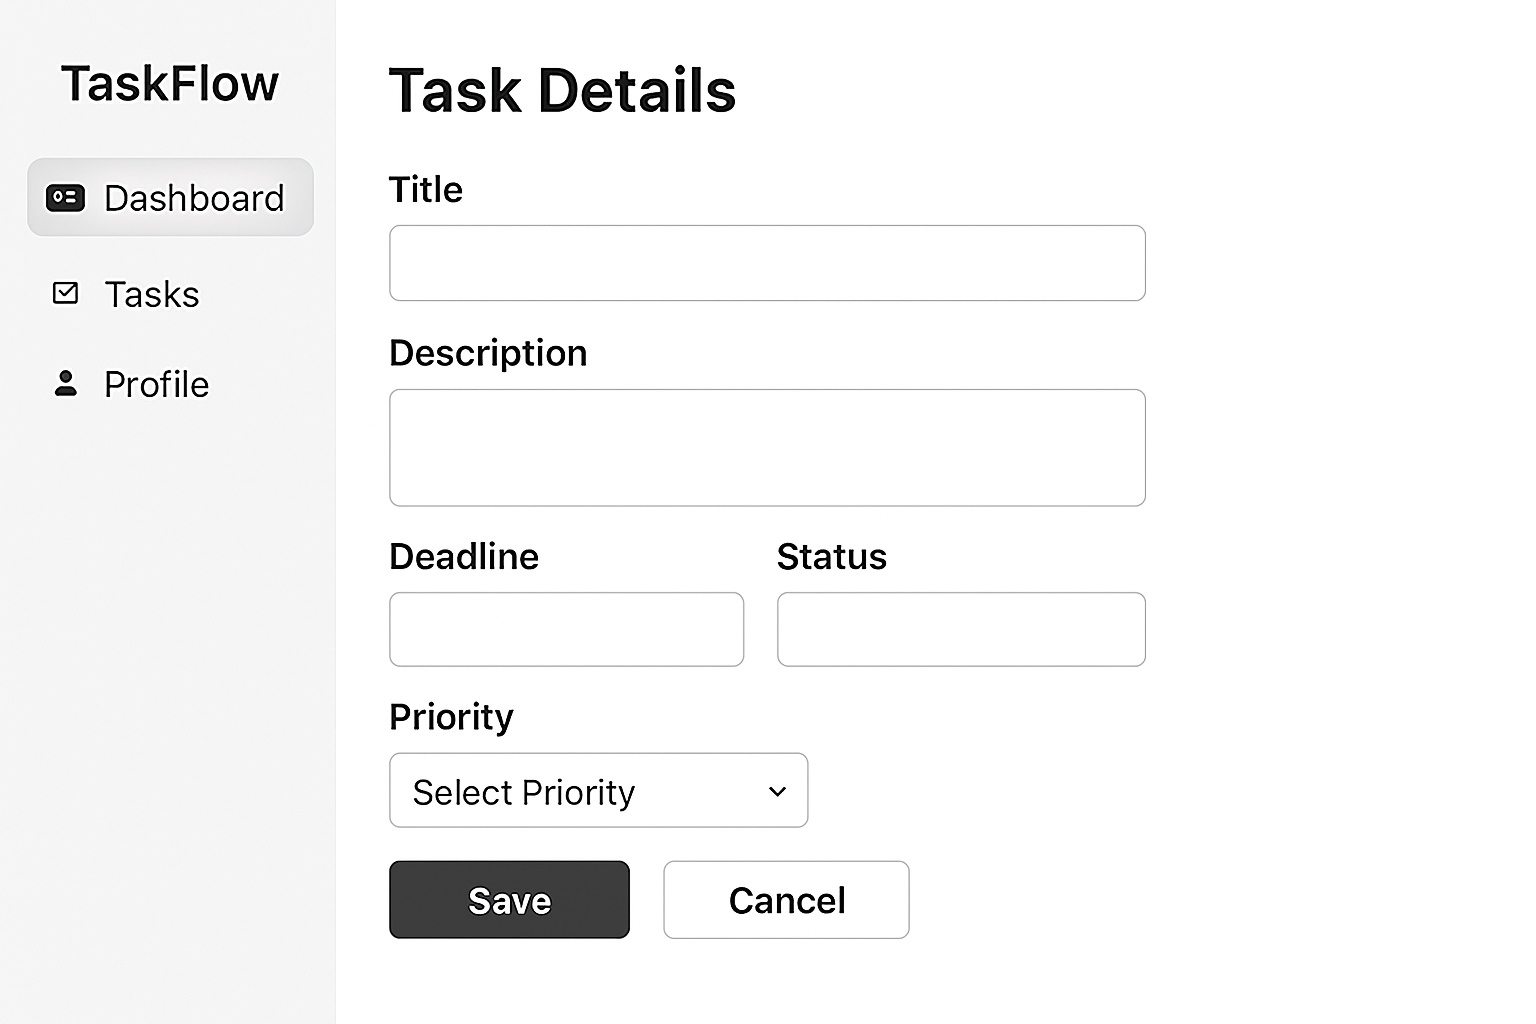 TaskFlow
Dashboard
Tasks
Profile
Task Details
Title
Description
Deadline
Status
Priority
Select Priority
Save
Cancel